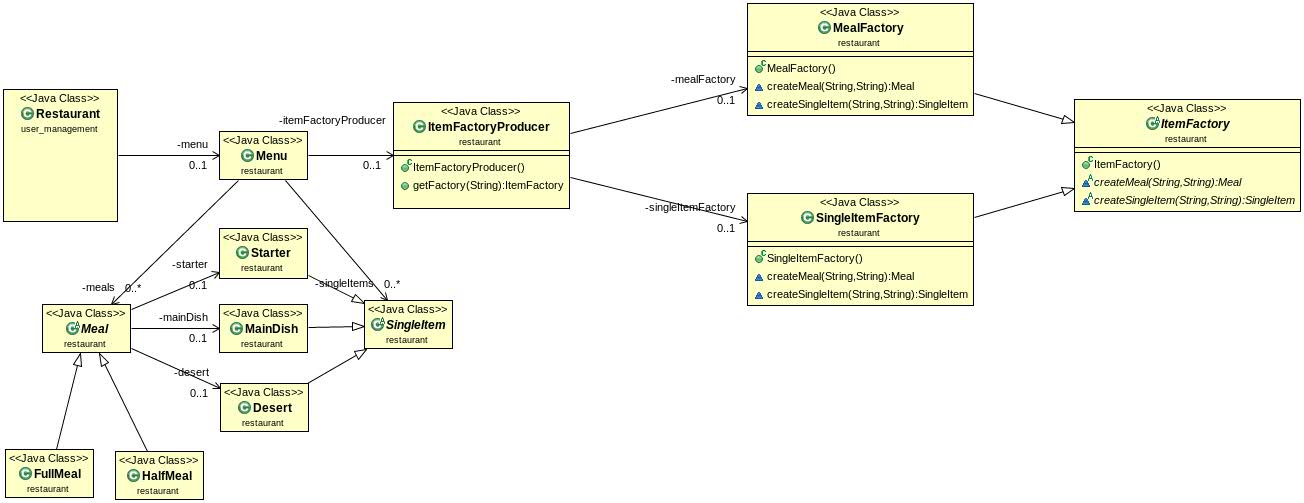 <<Java Class>>
MealFactory
restaurant
MealFactory()
createMeal(String,String):Meal
createSingleItem(String,String):SingleItem
-mealFactory
0..1
<<Java Class>>
Restaurant
user_management
-menu
0..1
<<Java Class>>
Menu
restaurant
-itemFactoryProducer
0..1
<<Java Class>>
ItemFactoryProducer
restaurant
ItemFactoryProducer()
getFactory(String):ItemFactory
<<Java Class>>
ItemFactory
restaurant
ItemFactory()
createMeal(String,String):Meal
createSingleItem(String,String):SingleItem
-singleItemFactory
0..1
<<Java Class>>
SingleItemFactory
restaurant
SingleItemFactory()
createMeal(String,String):Meal
createSingleItem(String,String):SingleItem
<<Java Class>>
Starter
restaurant
-starter
0..1
-meals
0..*
-singleItems
0..*
<<Java Class>>
Meal
restaurant
-mainDish
0..1
<<Java Class>>
MainDish
restaurant
<<Java Class>>
SingleItem
restaurant
-desert
0..1
<<Java Class>>
Desert
restaurant
<<Java Class>>
FullMeal
restaurant
<<Java Class>>
HalfMeal
restaurant